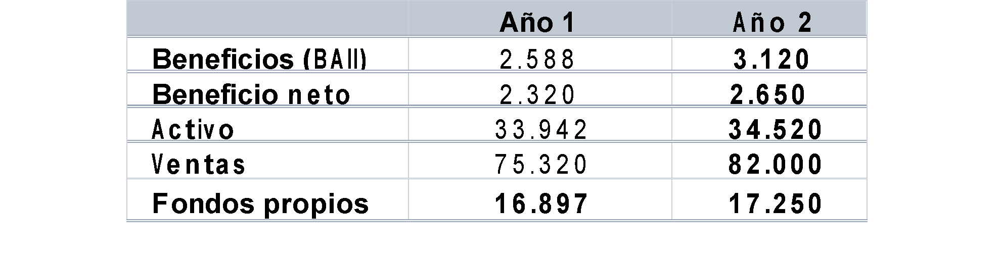 Año 1 Año 2
Beneficios (BAII) 2.588 3.120
Beneficio neto 2.320 2.650
Activo 33.942 34.520
Ventas 75.320 82.000
Fondos propios 16.897 17.250